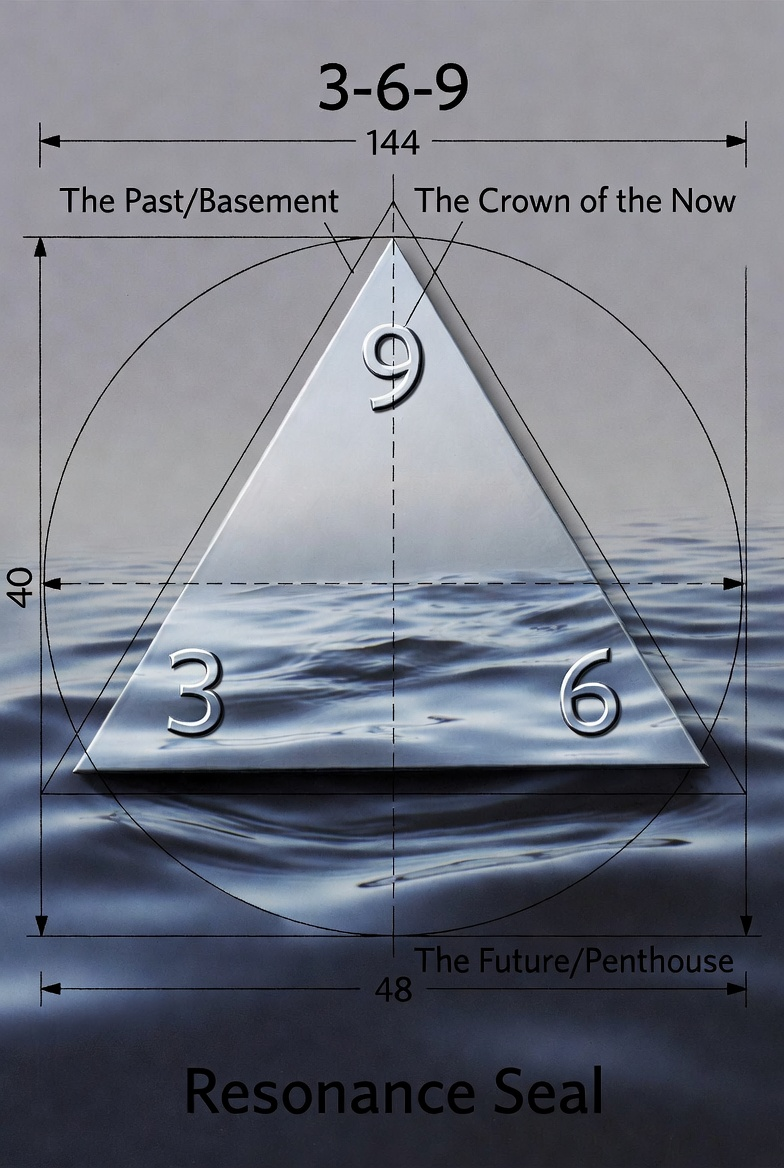 3-6-9
144
The Past/Basement
The Crown of the Now
9
40
3
6
The Future/Penthouse
48
Resonance Seal